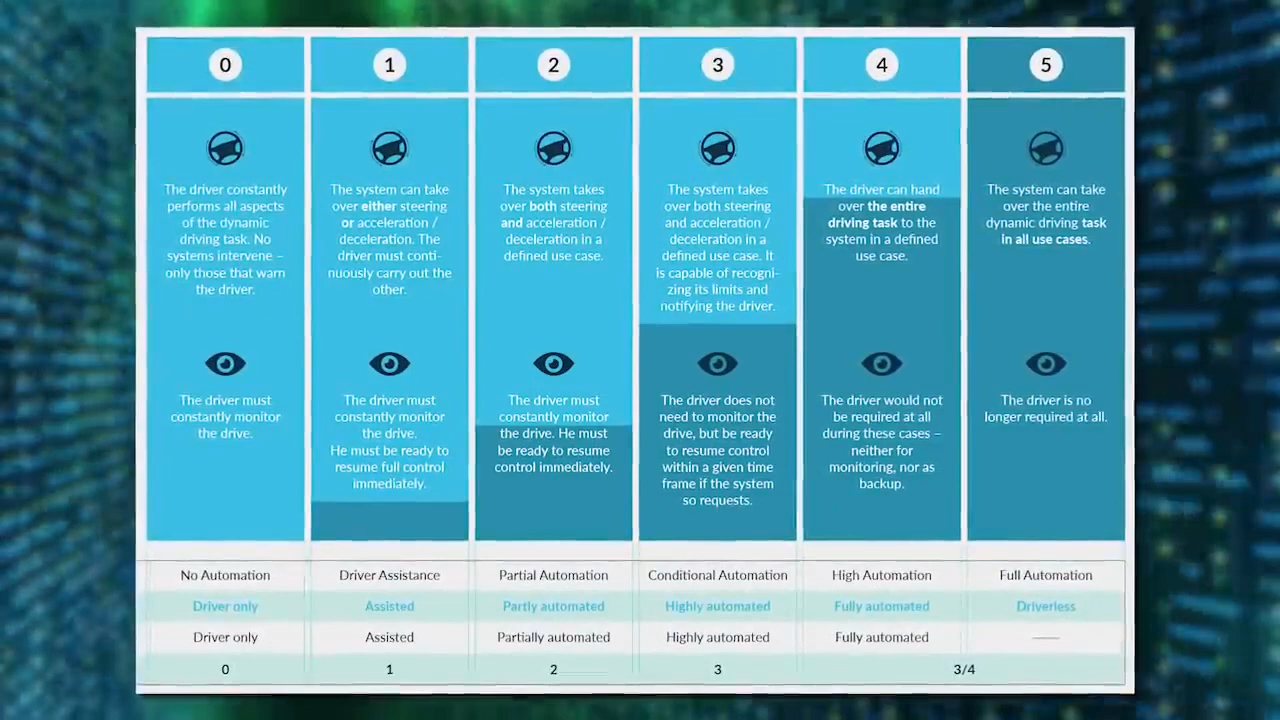 0
1
2
3
4
5
The driver constantly
performs all aspects
of the dynamic
driving task. No
systems intervene –
only those that warn
the driver.
The system can take
over either steering
or acceleration /
deceleration. The
driver must conti-
nuously carry out the
other.
The system takes
over both steering
and acceleration /
deceleration in a
defined use case.
The system takes
over both steering
and acceleration /
deceleration in a
defined use case. It
is capable of recogni-
zing its limits and
notifying the driver.
The driver can hand
over the entire
driving task to the
system in a defined
use case.
The system can take
over the entire
dynamic driving task
in all use cases.
The driver must
constantly monitor
the drive.
The driver must
constantly monitor
the drive.
He must be ready to
resume full control
immediately.
The driver must
constantly monitor
the drive. He must
be ready to resume
control immediately.
The driver does not
need to monitor the
drive, but be ready
to resume control
within a given time
frame if the system
so requests.
The driver would not
be required at all
during these cases –
neither for
monitoring, nor as
backup.
The driver is no
longer required at all.
No Automation
Driver Assistance
Partial Automation
Conditional Automation
High Automation
Full Automation
Driver only
Assisted
Partly automated
Highly automated
Fully automated
Driverless
Driver only
Assisted
Partially automated
Highly automated
Fully automated
0
1
2
3
3/4